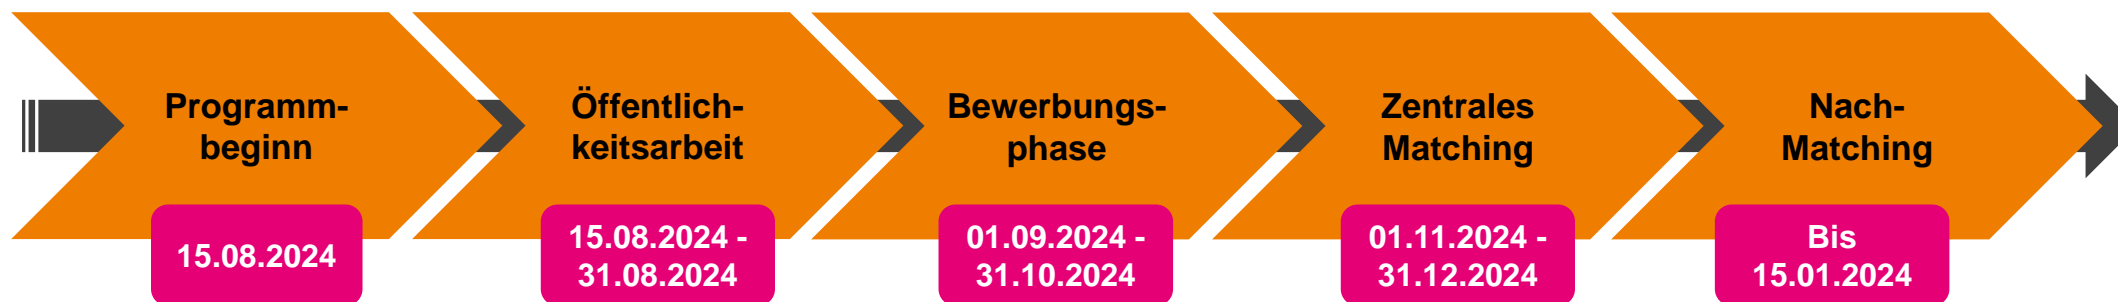 Programm-
beginn
15.08.2024
Öffentlich-
keitsarbeit
15.08.2024 -
31.08.2024
Bewerbungs-
phase
01.09.2024 -
31.10.2024
Zentrales
Matching
01.11.2024 -
31.12.2024
Nach-
Matching
Bis
15.01.2024